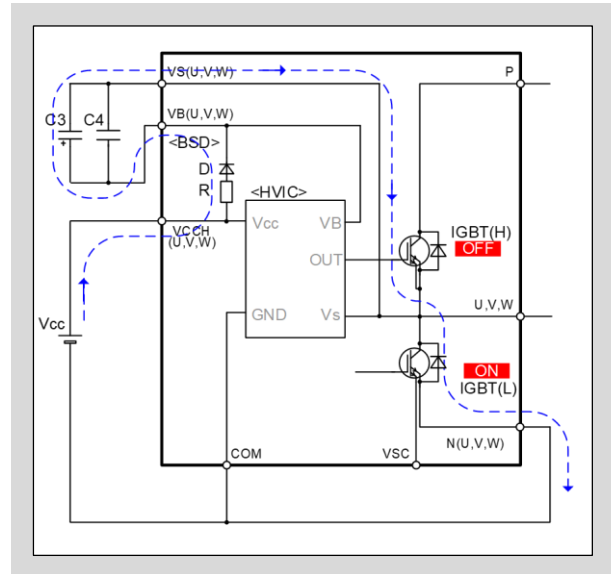 VS(U,V,W)
P
C3
C4
+
VB(U,V,W)
<BSD>
D
R
<HVIC>
VCCH
(U,V,W)
Vcc
VB
OUT
GND
Vs
IGBT(H)
OFF
U,V,W
Vcc
ON
IGBT(L)
N(U,V,W)
COM
VSC